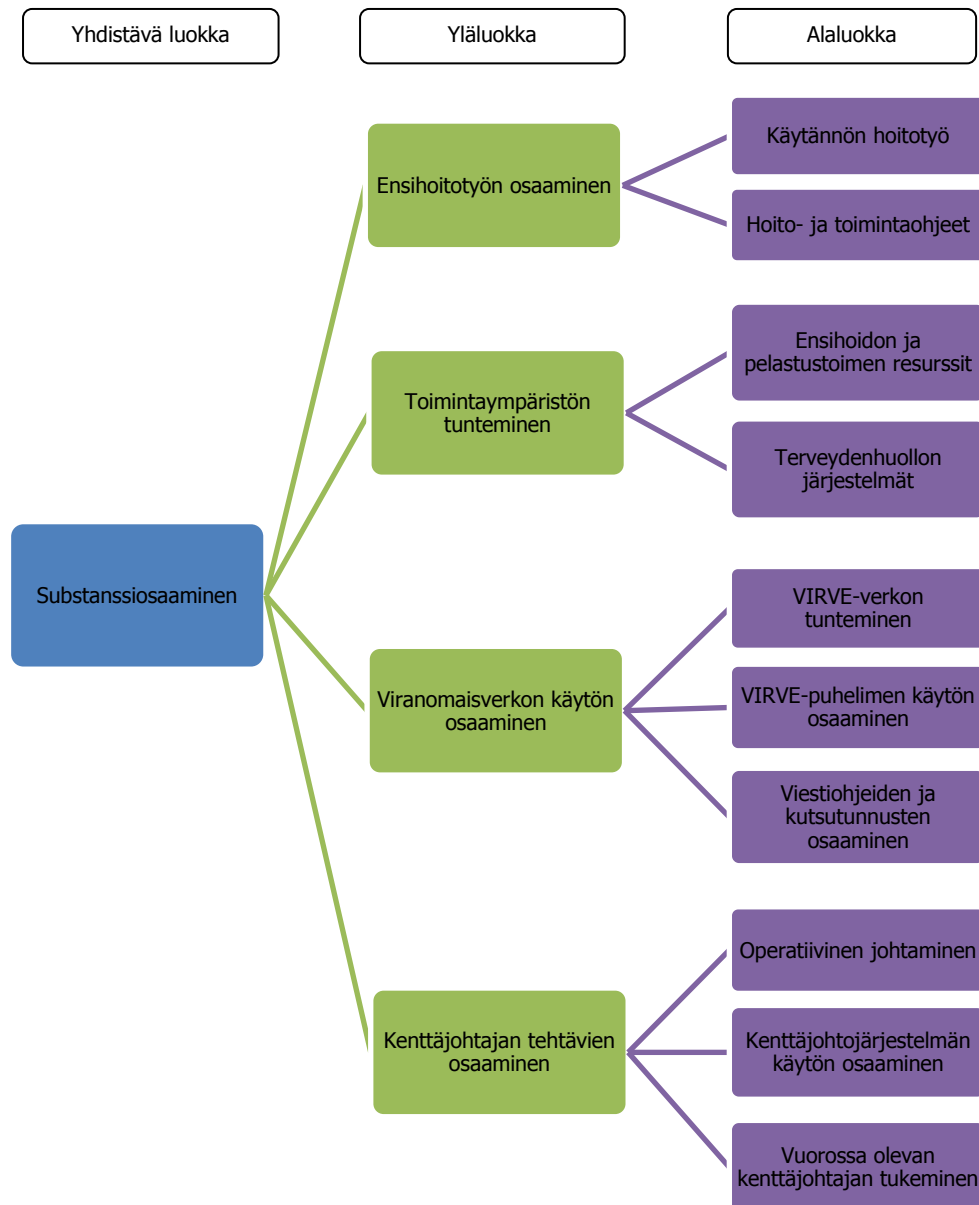 Yhdistävä luokka
Yläluokka
Alaluokka
Substanssiosaaminen
Ensihoitotyön osaaminen
Käytännön hoitotyö
Hoito- ja toimintaohjeet
Toimintaympäristön
tunteminen
Ensihoidon ja
pelastustoimen resurssit
Terveydenhuollon
järjestelmät
Viranomaisverkon käytön
osaaminen
VIRVE-verkon
tunteminen
VIRVE-puhelimen käytön
osaaminen
Viestiohjeiden ja
kutsutunnusten
osaaminen
Kenttäjohtajan tehtävien
osaaminen
Operatiivinen johtaminen
Kenttäjohtojärjestelmän
käytön osaaminen
Vuorossa olevan
kenttäjohtajan tukeminen